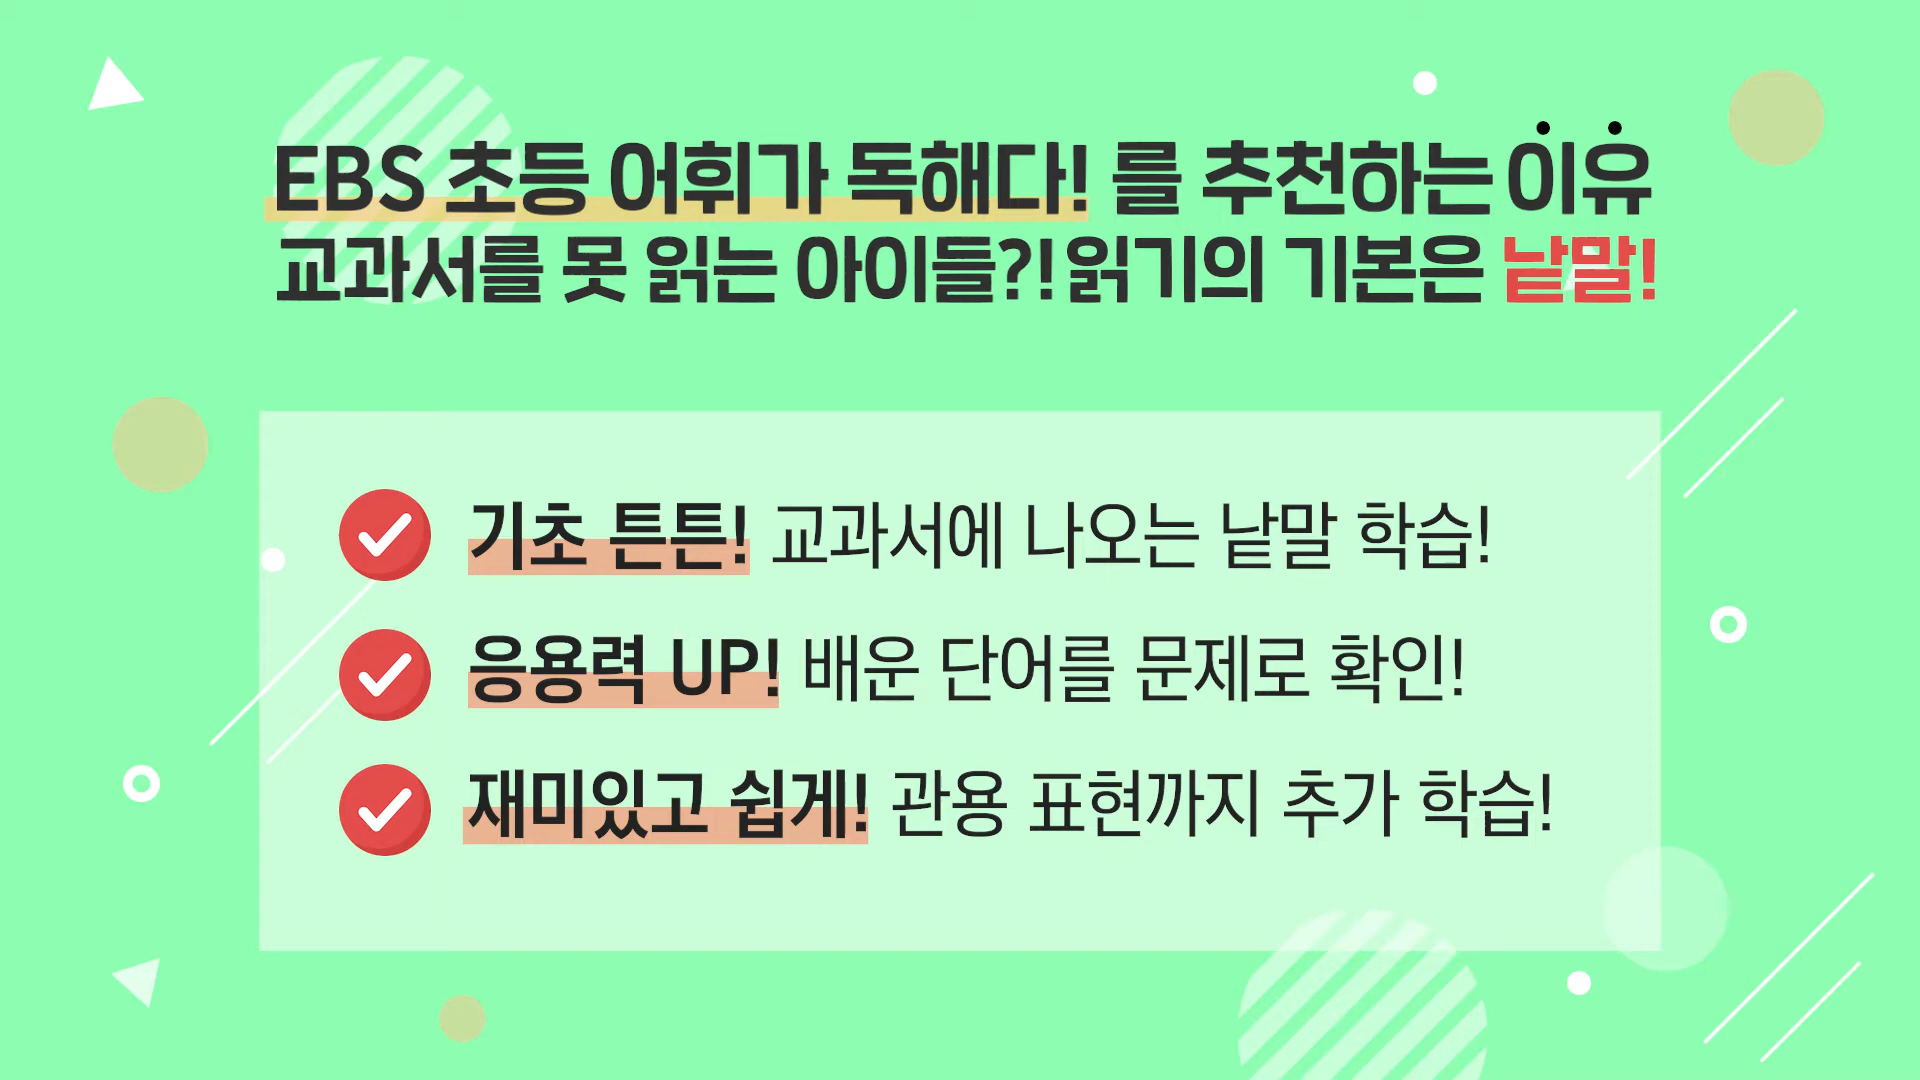 EBS 초등 어휘가 독해다! 를 추천하는 이유
교과서를 못 읽는 아이들?! 읽기의 기본은 낱말!
기초 튼튼! 교과서에 나오는 낱말 학습!
응용력 UP! 배운 단어를 문제로 확인!
재미있고 쉽게! 관용 표현까지 추가 학습!